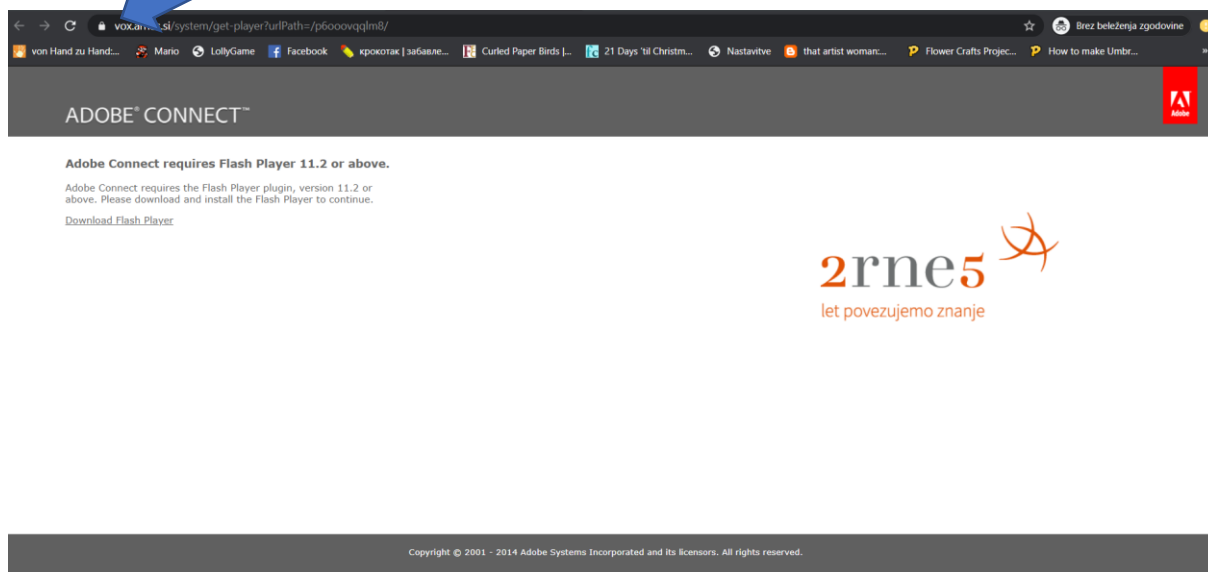 vox.arnes.si/system/get-player?urlPath=/p6ooovqqlm8/
Brez beleženja zgodovine
von Hand zu Hand:... Mario LollyGame Facebook крокотак | забавле... Curled Paper Birds |... 21 Days 'til Christm... Nastavitve that artist woman:... Flower Crafts Projec... How to make Umbr... »
ADOBE® CONNECT™
Adobe
Adobe Connect requires Flash Player 11.2 or above.
Adobe Connect requires the Flash Player plugin, version 11.2 or
above. Please download and install the Flash Player to continue.
Download Flash Player
2rne5
let povezujemo znanje
Copyright © 2001 - 2014 Adobe Systems Incorporated and its licensors. All rights reserved.